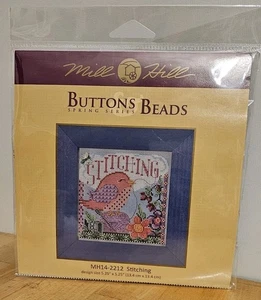 Mill Hill
BUTTONS & BEADS
SPRING SERIES
STITCHING
MH14-2212 Stitching